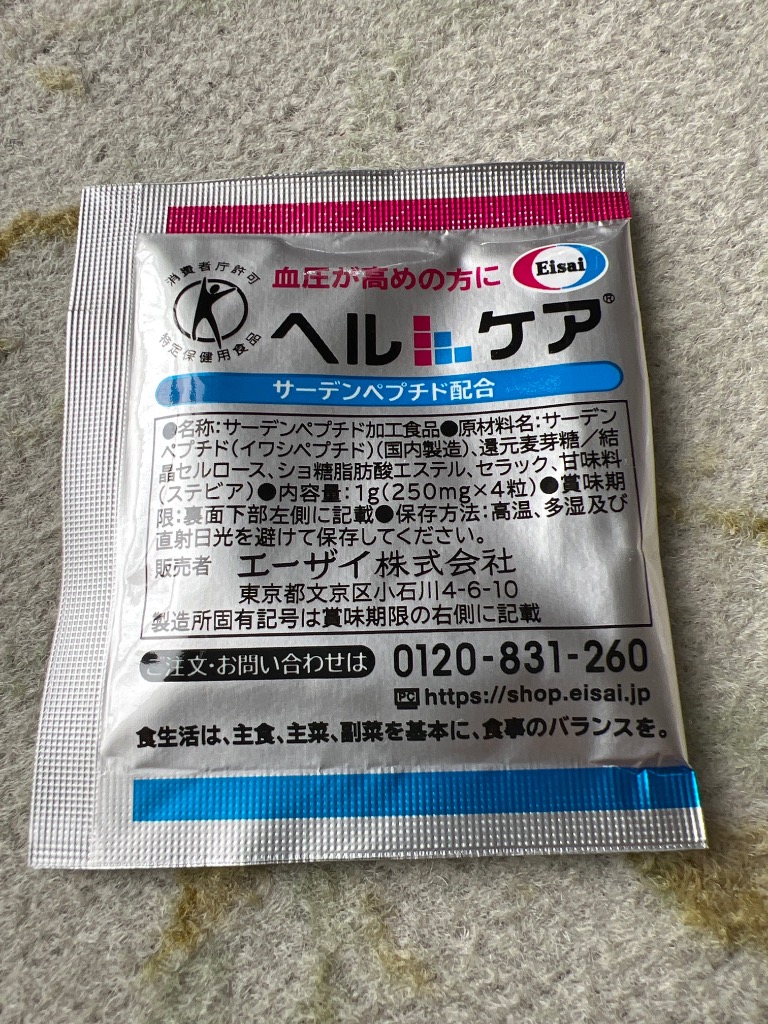 消費者庁許可
特定保健用食品
血圧が高めの方に
Eisai
ヘルケア®
サーデンペプチド配合
●名称:サーデンペプチド加工食品●原材料名:サーデン
ペプチド(イワシペプチド)(国内製造)、還元麦芽糖/結
晶セルロース、ショ糖脂肪酸エステル、セラック、甘味料
(ステビア)●内容量:1g(250mg×4粒)●賞味期
限:裏面下部左側に記載●保存方法:高温、多湿及び
直射日光を避けて保存してください。
販売者 エーザイ株式会社
東京都文京区小石川4-6-10
製造所固有記号は賞味期限の右側に記載
ご注文・お問い合わせは 0120-831-260
PC https://shop.eisai.jp
食生活は、主食、主菜、副菜を基本に、食事のバランスを。